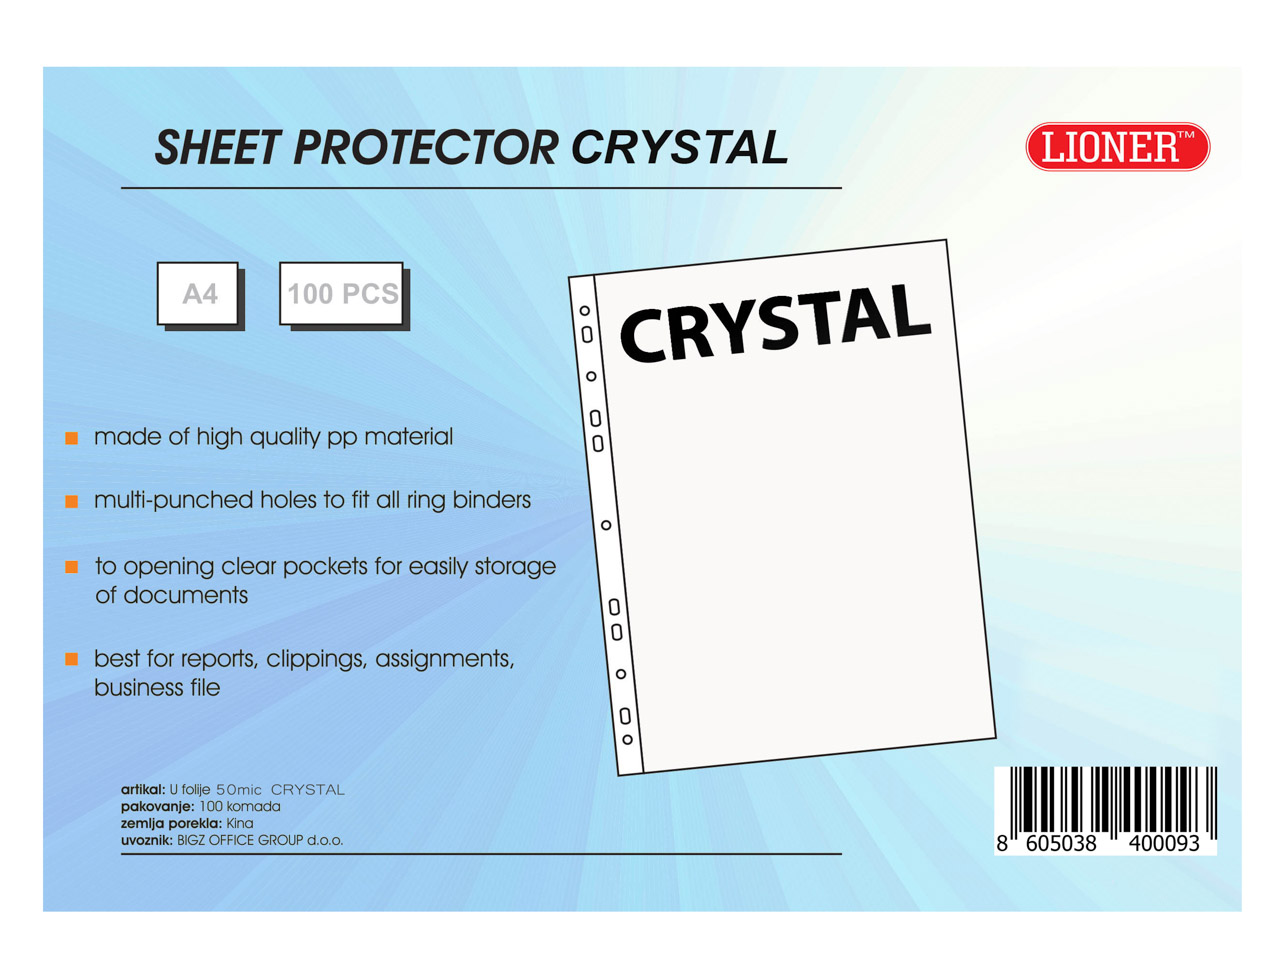 SHEET PROTECTOR CRYSTAL
LIONER™
A4
100 PCS
CRYSTAL
made of high quality pp material
multi-punched holes to fit all ring binders
to opening clear pockets for easily storage
of documents
best for reports, clippings, assignments,
business file
artikal: U folije 50mic CRYSTAL
pakovanje: 100 komada
zemlja porekla: Kina
uvoznik: BIGZ OFFICE GROUP d.o.o.
8 605038 400093